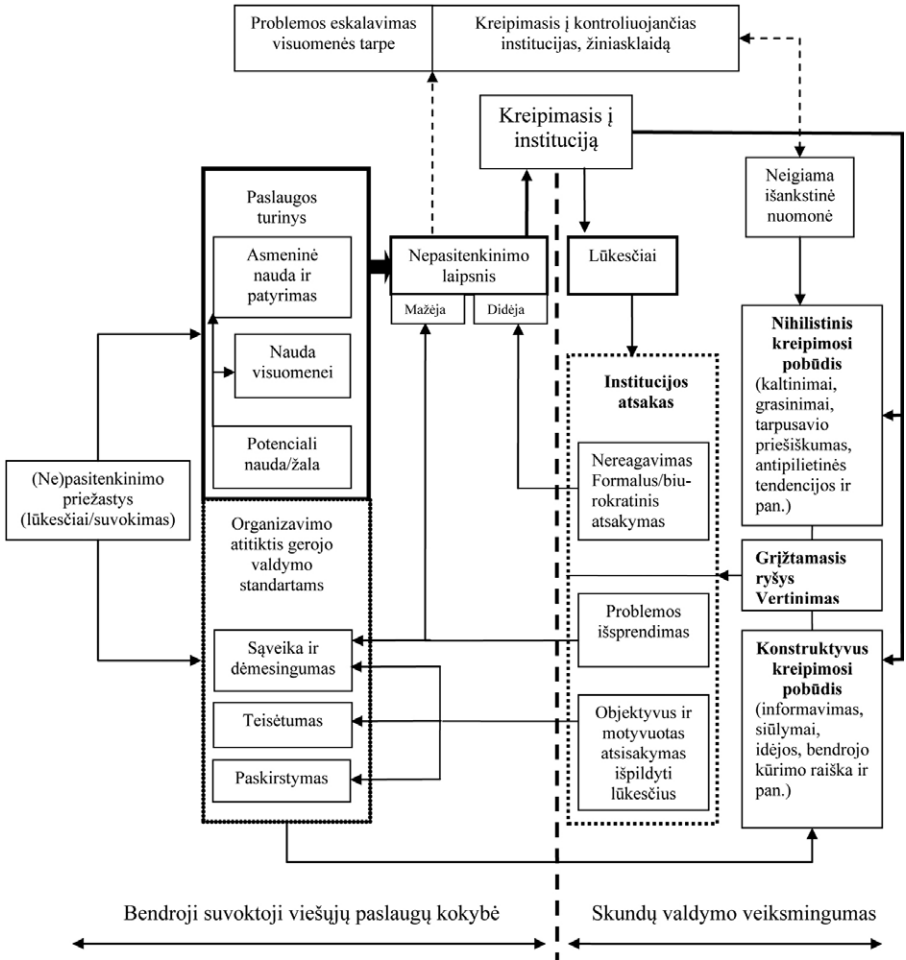 Problemos eskalavimas
visuomenės tarpe
Kreipimasis į kontroliuojančias
institucijas, žiniasklaidą
Kreipimasis į
instituciją
Neigiama
išankstinė
nuomonė
Paslaugos
turinys
Asmeninė
nauda ir
patyrimas
Nauda
visuomenei
Potenciali
nauda/žala
Nepasitenkinimo
laipsnis
Mažėja
Didėja
Lūkesčiai
(Ne)pasitenkinimo
priežastys
(lūkesčiai/suvokimas)
Organizavimo
atitiktis gerojo
valdymo
standartams
Sąveika ir
dėmesingumas
Teisėtumas
Paskirstymas
Institucijos
atsakas
Nereagavimas
Formalus/biu-
rokratinis
atsakymas
Problemos
išsprendimas
Objektyvus ir
motyvuotas
atsisakymas
išpildyti
lūkesčius
Nihilistinis
kreipimosi
pobūdis
(kaltinimai,
grasinimai,
tarpusavio
priešiškumas,
antipilietinės
tendencijos ir
pan.)
Grįžtamasis
ryšys
Vertinimas
Konstruktyvus
kreipimosi
pobūdis
(informavimas,
siūlymai,
idėjos, bendrojo
kūrimo raiška ir
pan.)
Bendroji suvoktoji viešųjų paslaugų kokybė
Skundų valdymo veiksmingumas